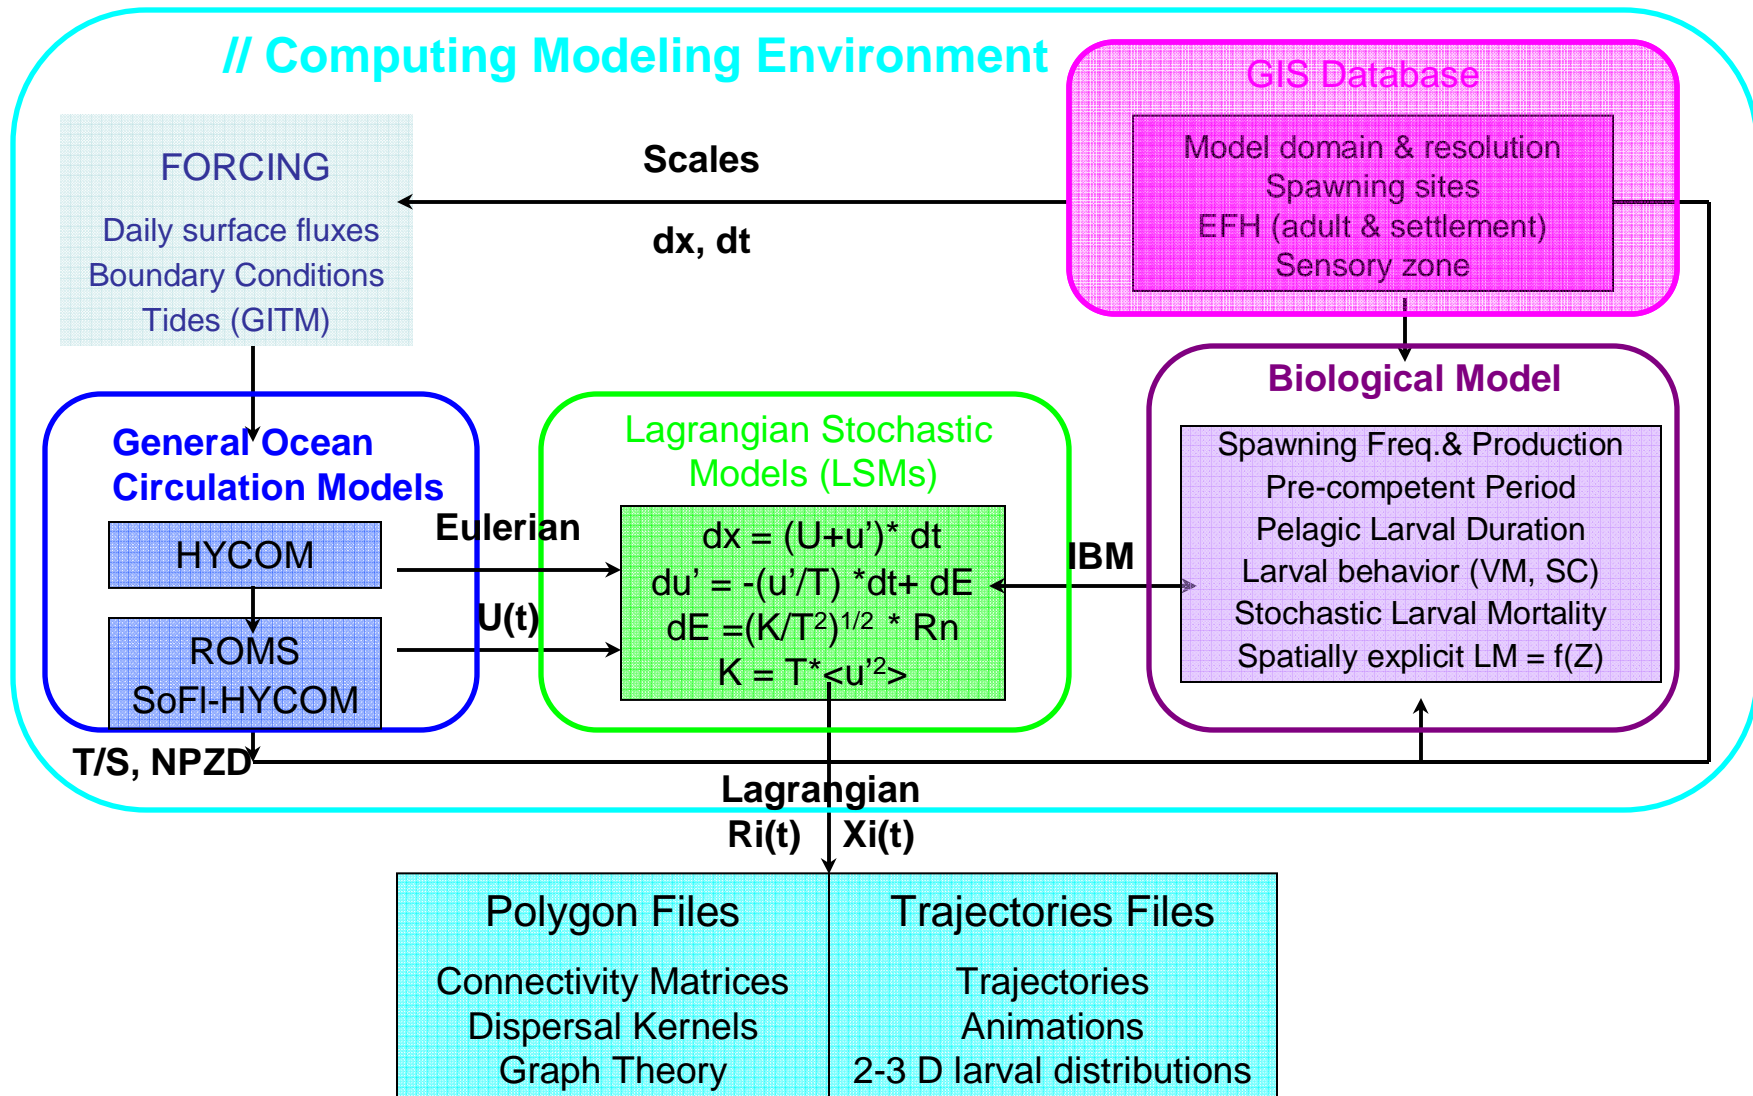 // Computing Modeling Environment
GIS Database
Model domain & resolution
Spawning sites
EFH (adult & settlement)
Sensory zone
FORCING
Daily surface fluxes
Boundary Conditions
Tides (GITM)
Scales
dx, dt
General Ocean
Circulation Models
HYCOM
ROMS
SoFl-HYCOM
Eulerian
U(t)
Lagrangian Stochastic
Models (LSMs)
dx = (U+u’)* dt
du’ = -(u’/T) *dt+ dE
dE =(K/T²)¹ᐟ² * Rn
K = T*<u’²>
IBM
Biological Model
Spawning Freq.& Production
Pre-competent Period
Pelagic Larval Duration
Larval behavior (VM, SC)
Stochastic Larval Mortality
Spatially explicit LM = f(Z)
T/S, NPZD
Lagrangian
Ri(t) Xi(t)
Polygon Files
Connectivity Matrices
Dispersal Kernels
Graph Theory
Trajectories Files
Trajectories
Animations
2-3 D larval distributions